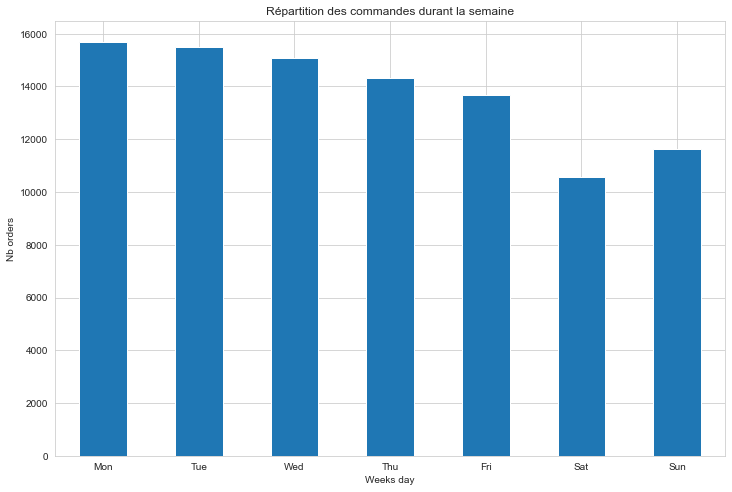 Répartition des commandes durant la semaine
16000
14000
12000
10000
8000
6000
4000
2000
0
Nb orders
Mon Tue Wed Thu Fri Sat Sun
Weeks day